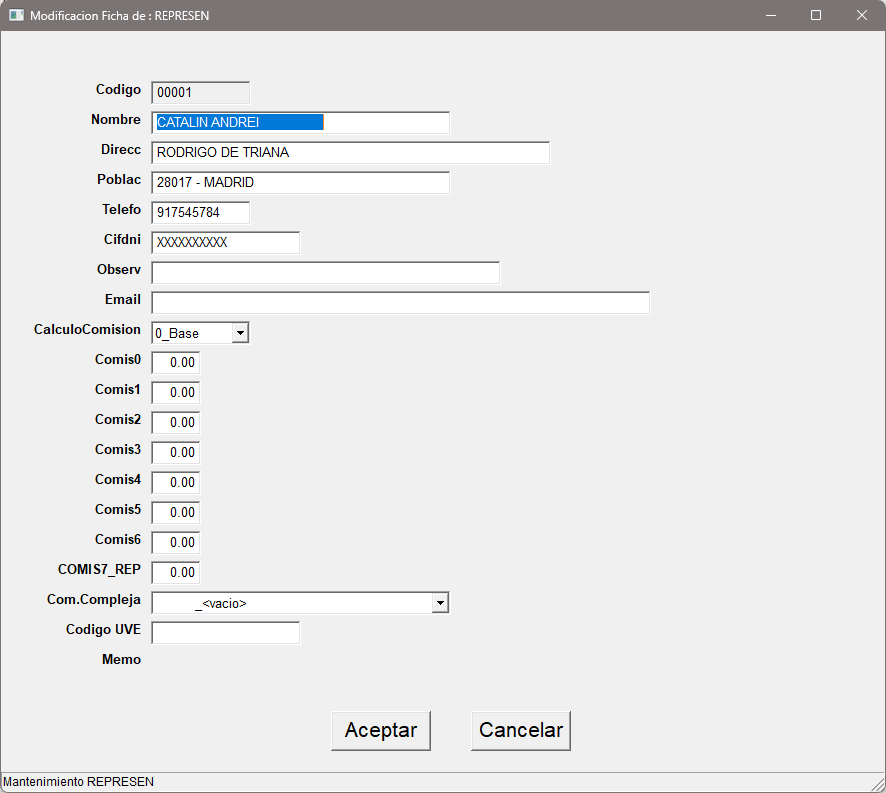 Modificacion Ficha de : REPRESEN
Codigo 00001
Nombre CATALIN ANDREI
Direcc RODRIGO DE TRIANA
Poblac 28017 - MADRID
Telefo 917545784
Cifdni XXXXXXXXXX
Observ
Email
CalculoComision 0_Base
Comis0 0.00
Comis1 0.00
Comis2 0.00
Comis3 0.00
Comis4 0.00
Comis5 0.00
Comis6 0.00
COMIS7_REP 0.00
Com.Compleja _<vacio>
Codigo UVE
Memo
Aceptar Cancelar
Mantenimiento REPRESEN